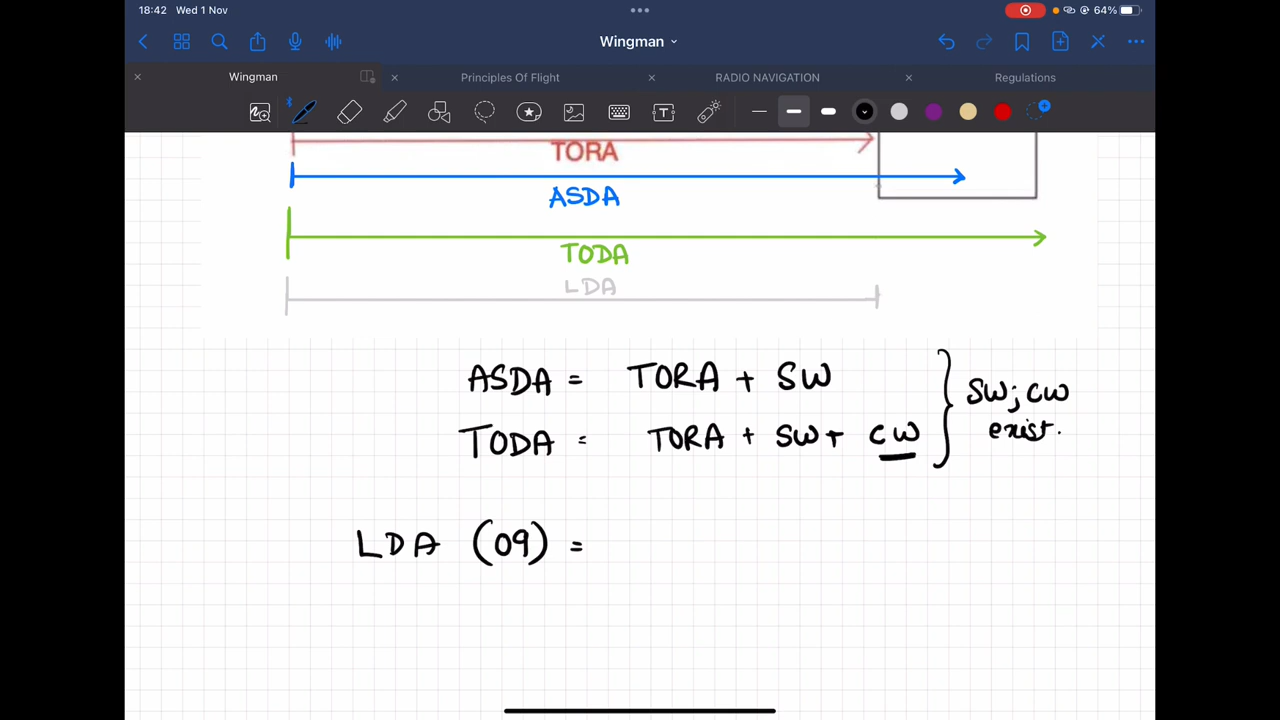 18:42 Wed 1 Nov
64%
Wingman
Wingman Principles Of Flight RADIO NAVIGATION Regulations
TORA
ASDA
TODA
LDA
ASDA = TORA + SW
TODA = TORA + SW + CW
SW; CW
exist.
LDA (09) =